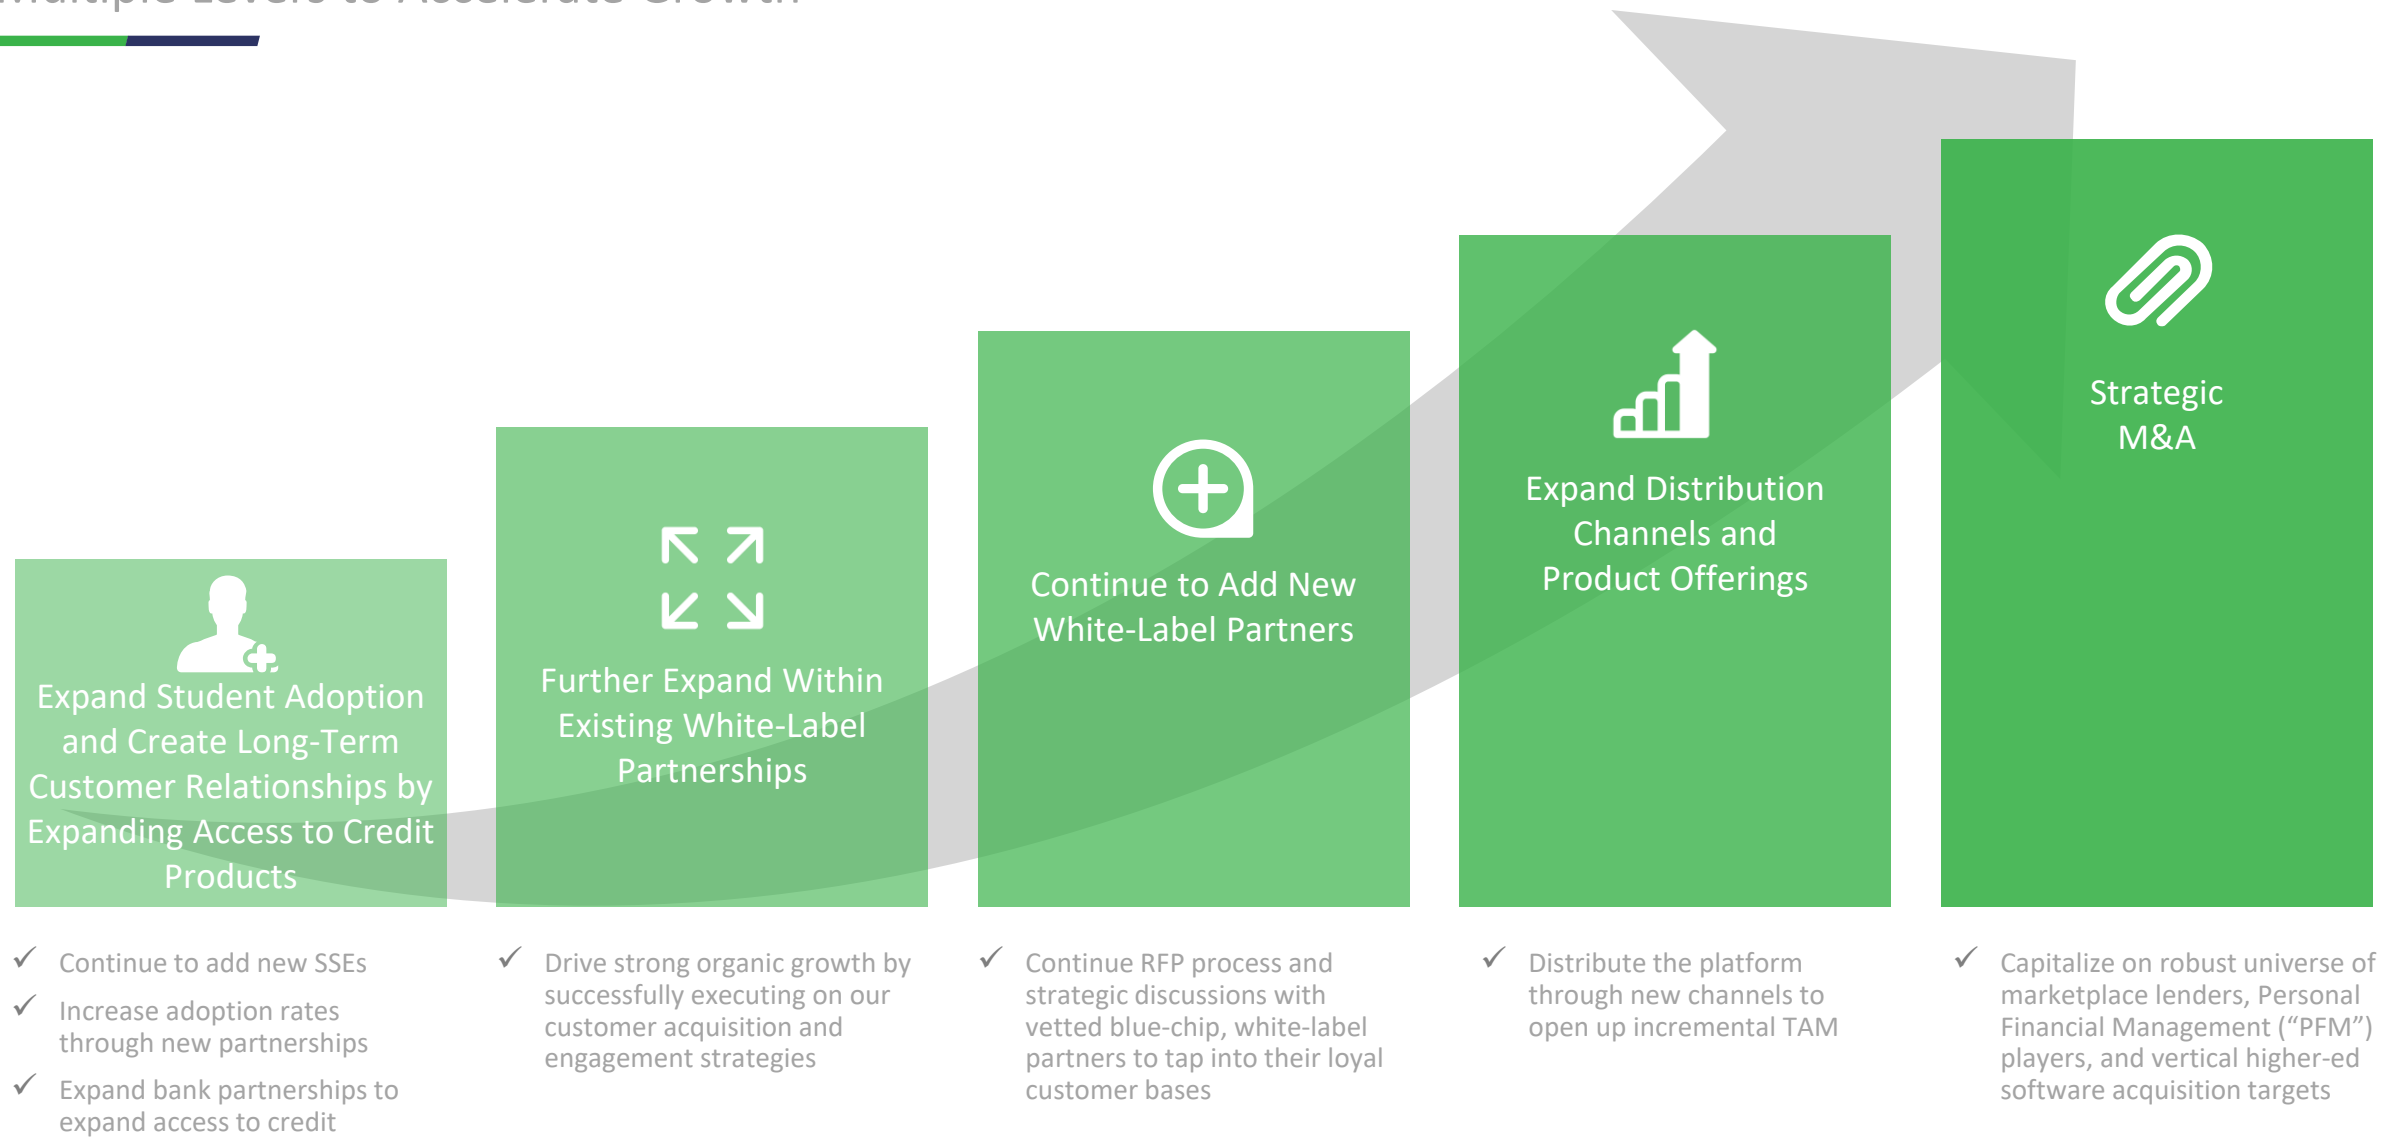 Multiple Levers to Accelerate Growth
Expand Student Adoption
and Create Long-Term
Customer Relationships by
Expanding Access to Credit
Products
Further Expand Within
Existing White-Label
Partnerships
Continue to Add New
White-Label Partners
Expand Distribution
Channels and
Product Offerings
Strategic
M&A
✓ Continue to add new SSEs
✓ Increase adoption rates
through new partnerships
✓ Expand bank partnerships to
expand access to credit
✓ Drive strong organic growth by
successfully executing on our
customer acquisition and
engagement strategies
✓ Continue RFP process and
strategic discussions with
vetted blue-chip, white-label
partners to tap into their loyal
customer bases
✓ Distribute the platform
through new channels to
open up incremental TAM
✓ Capitalize on robust universe of
marketplace lenders, Personal
Financial Management (“PFM”)
players, and vertical higher-ed
software acquisition targets